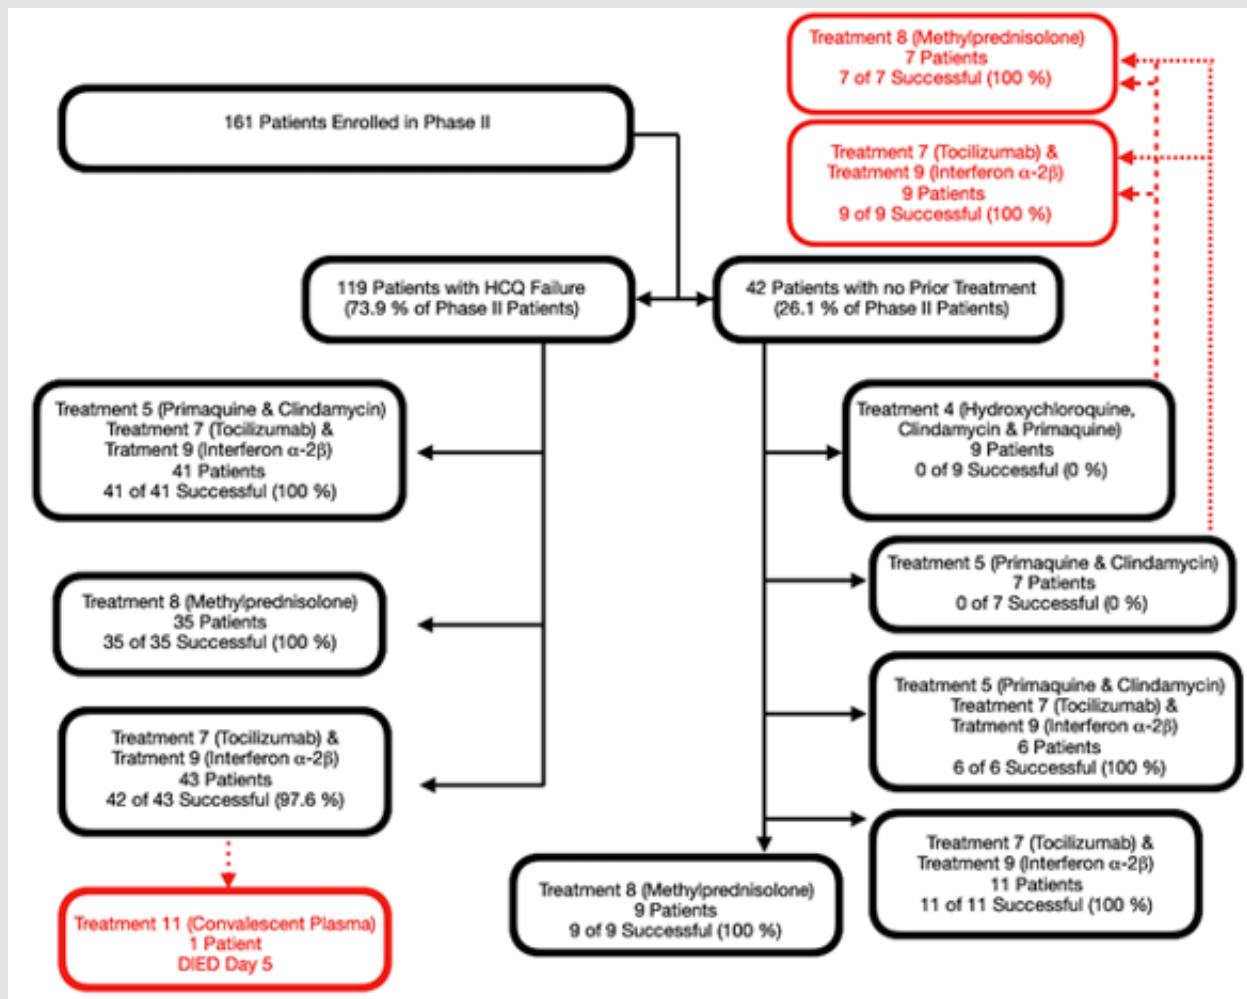 Treatment 8 (Methylprednisolone)
7 Patients
7 of 7 Successful (100 %)
161 Patients Enrolled in Phase II
Treatment 7 (Tocilizumab) &
Treatment 9 (Interferon α-2β)
9 Patients
9 of 9 Successful (100 %)
119 Patients with HCQ Failure
(73.9 % of Phase II Patients)
42 Patients with no Prior Treatment
(26.1 % of Phase II Patients)
Treatment 5 (Primaquine & Clindamycin)
Treatment 7 (Tocilizumab) &
Tratment 9 (Interferon α-2β)
41 Patients
41 of 41 Successful (100 %)
Treatment 4 (Hydroxychloroquine,
Clindamycin & Primaquine)
9 Patients
0 of 9 Successful (0 %)
Treatment 5 (Primaquine & Clindamycin)
7 Patients
0 of 7 Successful (0 %)
Treatment 8 (Methylprednisolone)
35 Patients
35 of 35 Successful (100 %)
Treatment 5 (Primaquine & Clindamycin)
Treatment 7 (Tocilizumab) &
Tratment 9 (Interferon α-2β)
6 Patients
6 of 6 Successful (100 %)
Treatment 7 (Tocilizumab) &
Tratment 9 (Interferon α-2β)
43 Patients
42 of 43 Successful (97.6 %)
Treatment 7 (Tocilizumab) &
Treatment 9 (Interferon α-2β)
11 Patients
11 of 11 Successful (100 %)
Treatment 8 (Methylprednisolone)
9 Patients
9 of 9 Successful (100 %)
Treatment 11 (Convalescent Plasma)
1 Patient
DIED Day 5